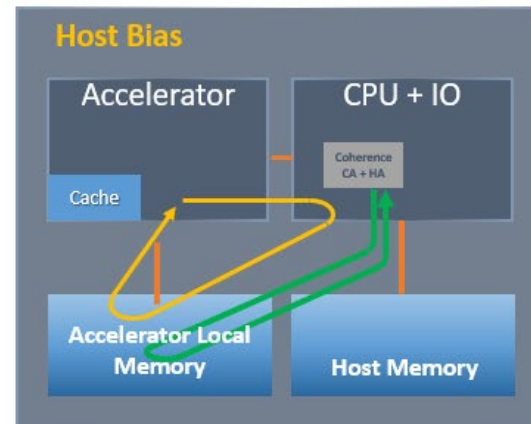 Host Bias
Accelerator
CPU + IO
Coherence
CA + HA
Cache
Accelerator Local
Memory
Host Memory